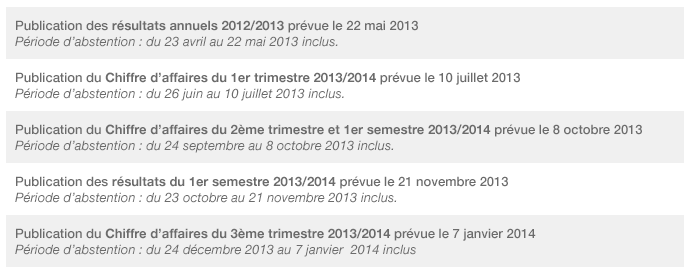 Publication des résultats annuels 2012/2013 prévue le 22 mai 2013
Période d'abstention : du 23 avril au 22 mai 2013 inclus.
Publication du Chiffre d'affaires du 1er trimestre 2013/2014 prévue le 10 juillet 2013
Période d'abstention : du 26 juin au 10 juillet 2013 inclus.
Publication du Chiffre d'affaires du 2ème trimestre et 1er semestre 2013/2014 prévue le 8 octobre 2013
Période d'abstention : du 24 septembre au 8 octobre 2013 inclus.
Publication des résultats du 1er semestre 2013/2014 prévue le 21 novembre 2013
Période d'abstention : du 23 octobre au 21 novembre 2013 inclus.
Publication du Chiffre d'affaires du 3ème trimestre 2013/2014 prévue le 7 janvier 2014
Période d'abstention : du 24 décembre 2013 au 7 janvier  2014 inclus